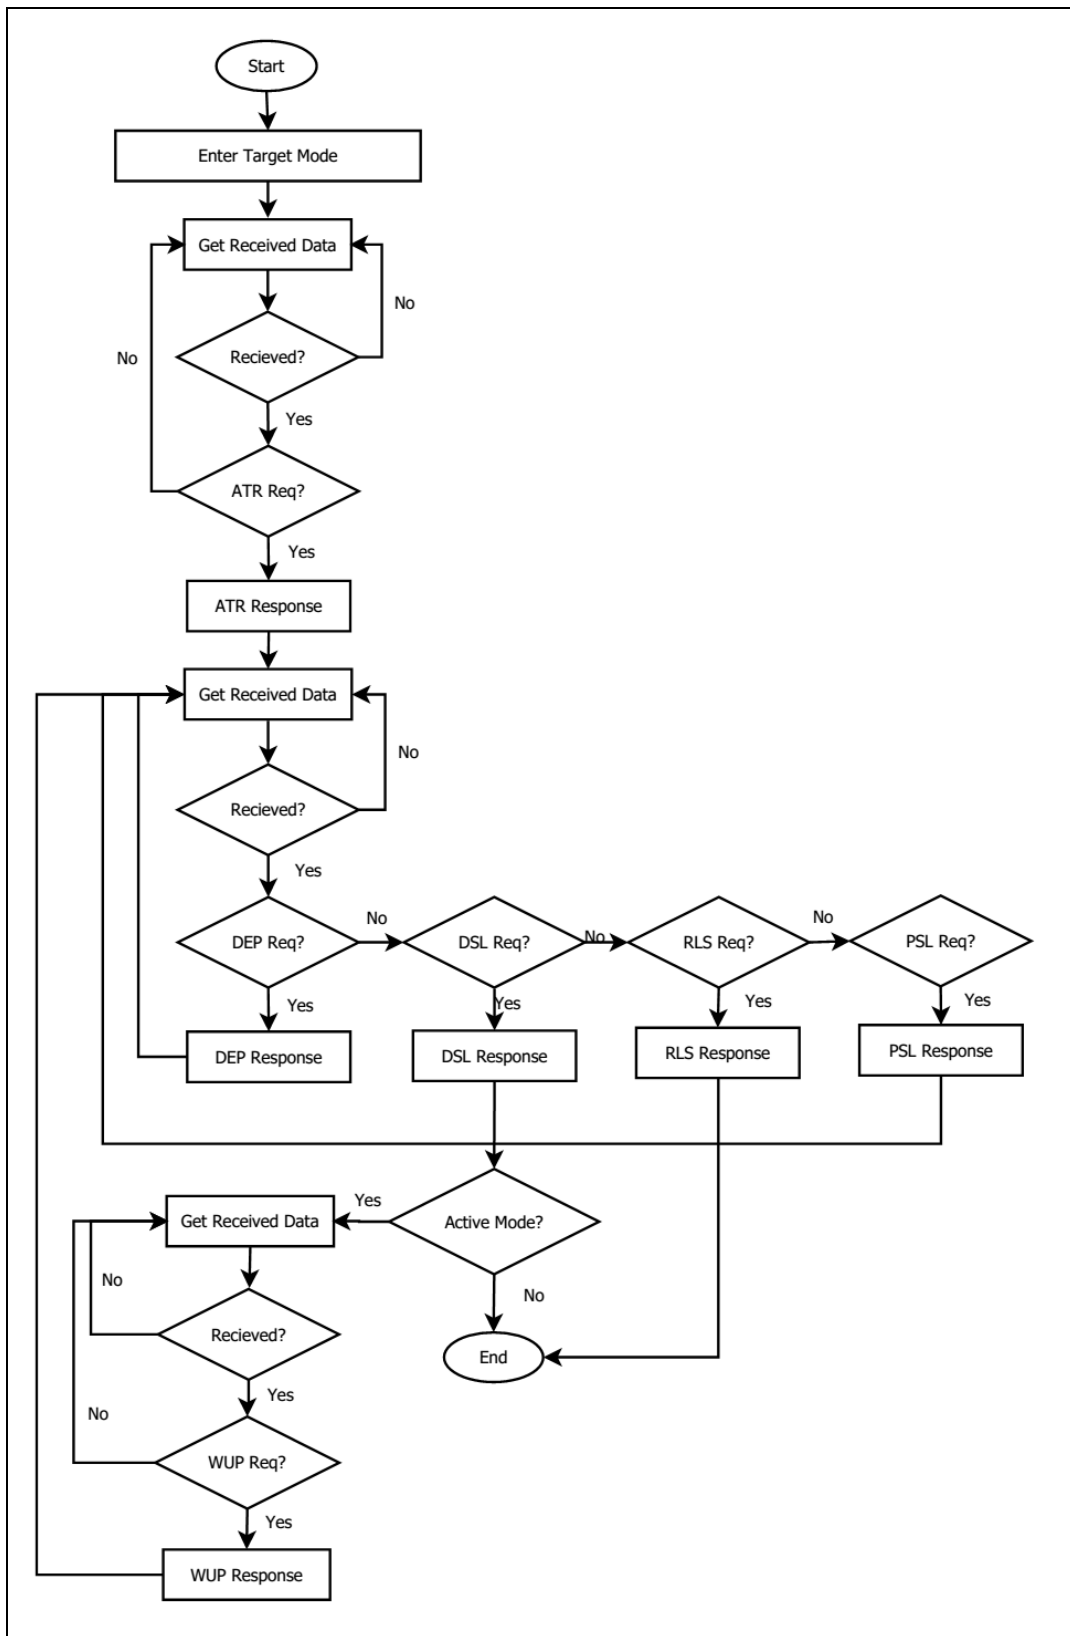 Start
Enter Target Mode
Get Received Data
No
No
Recieved?
Yes
ATR Req?
Yes
ATR Response
Get Received Data
No
Recieved?
Yes
No
No
No
DEP Req?
DSL Req?
RLS Req?
PSL Req?
Yes
Yes
Yes
Yes
DEP Response
DSL Response
RLS Response
PSL Response
Yes
Get Received Data
Active Mode?
No
No
Recieved?
End
Yes
No
WUP Req?
Yes
WUP Response